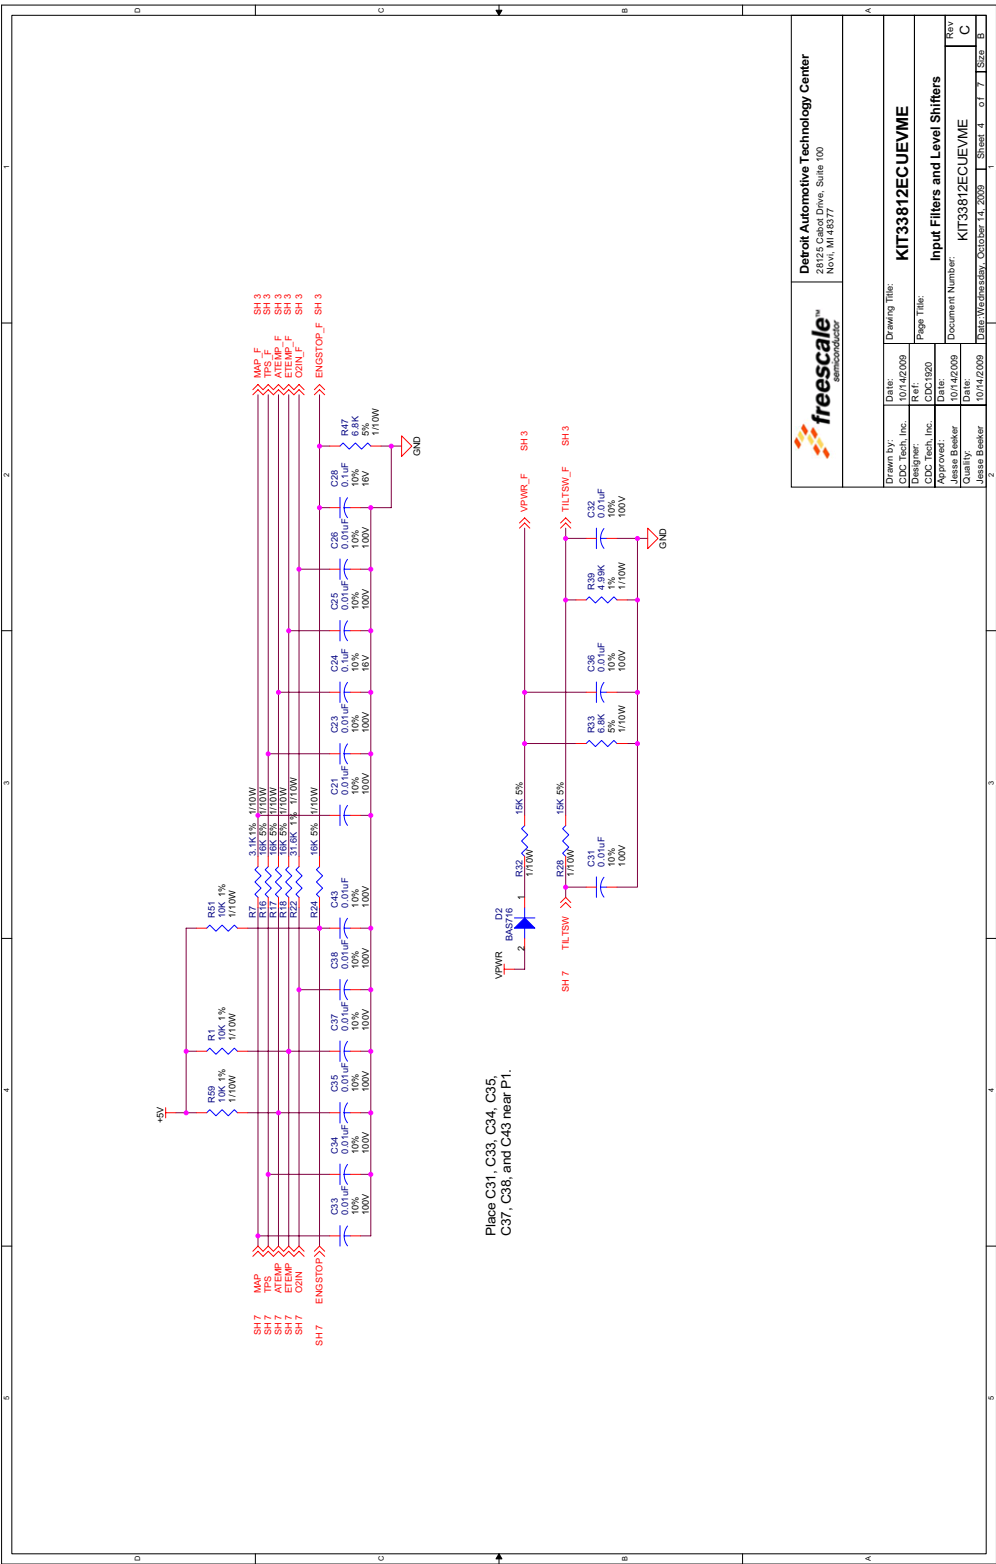 5
4
3
2
1
D
C
B
A
+5V
R59
10K 1%
1/10W
R1
10K 1%
1/10W
R51
10K 1%
1/10W
SH 7 MAP
SH 7 TPS
SH 7 ATEMP
SH 7 ETEMP
SH 7 O2IN
SH 7 ENGSTOP
R7 3.1K 1% 1/10W
R16 16K 5% 1/10W
R17 16K 5% 1/10W
R18 16K 5% 1/10W
R22 31.6K 1% 1/10W
R24 16K 5% 1/10W
MAP_F SH 3
TPS_F SH 3
ATEMP_F SH 3
ETEMP_F SH 3
O2IN_F SH 3
ENGSTOP_F SH 3
C33
0.01uF
10%
100V
C34
0.01uF
10%
100V
C35
0.01uF
10%
100V
C37
0.01uF
10%
100V
C38
0.01uF
10%
100V
C43
0.01uF
10%
100V
C21
0.01uF
10%
100V
C23
0.01uF
10%
100V
C24
0.1uF
10%
16V
C25
0.01uF
10%
100V
C26
0.01uF
10%
100V
C28
0.1uF
10%
16V
R47
6.8K
5%
1/10W
GND
Place C31, C33, C34, C35,
C37, C38, and C43 near P1.
VPWR
D2
BAS716
2
1
R32
15K 5%
1/10W
VPWR_F SH 3
SH 7 TILTSW
R28
15K 5%
1/10W
TILTSW_F SH 3
C31
0.01uF
10%
100V
R33
6.8K
5%
1/10W
C36
0.01uF
10%
100V
R39
4.99K
1%
1/10W
C32
0.01uF
10%
100V
GND
freescale™
semiconductor
Detroit Automotive Technology Center
28125 Cabot Drive, Suite 100
Novi, MI 48377
Drawn by:
CDC Tech, Inc.
Date:
10/14/2009
Drawing Title:
KIT33812ECUEVME
Designer:
CDC Tech, Inc.
Ref:
CDC1920
Page Title:
Input Filters and Level Shifters
Approved:
Jesse Beeker
Date:
10/14/2009
Document Number:
KIT33812ECUEVME
Rev
C
Quality:
Jesse Beeker
Date:
10/14/2009
Date: Wednesday, October 14, 2009
Sheet 4 of 7
Size B
5
4
3
2
1
D
C
B
A